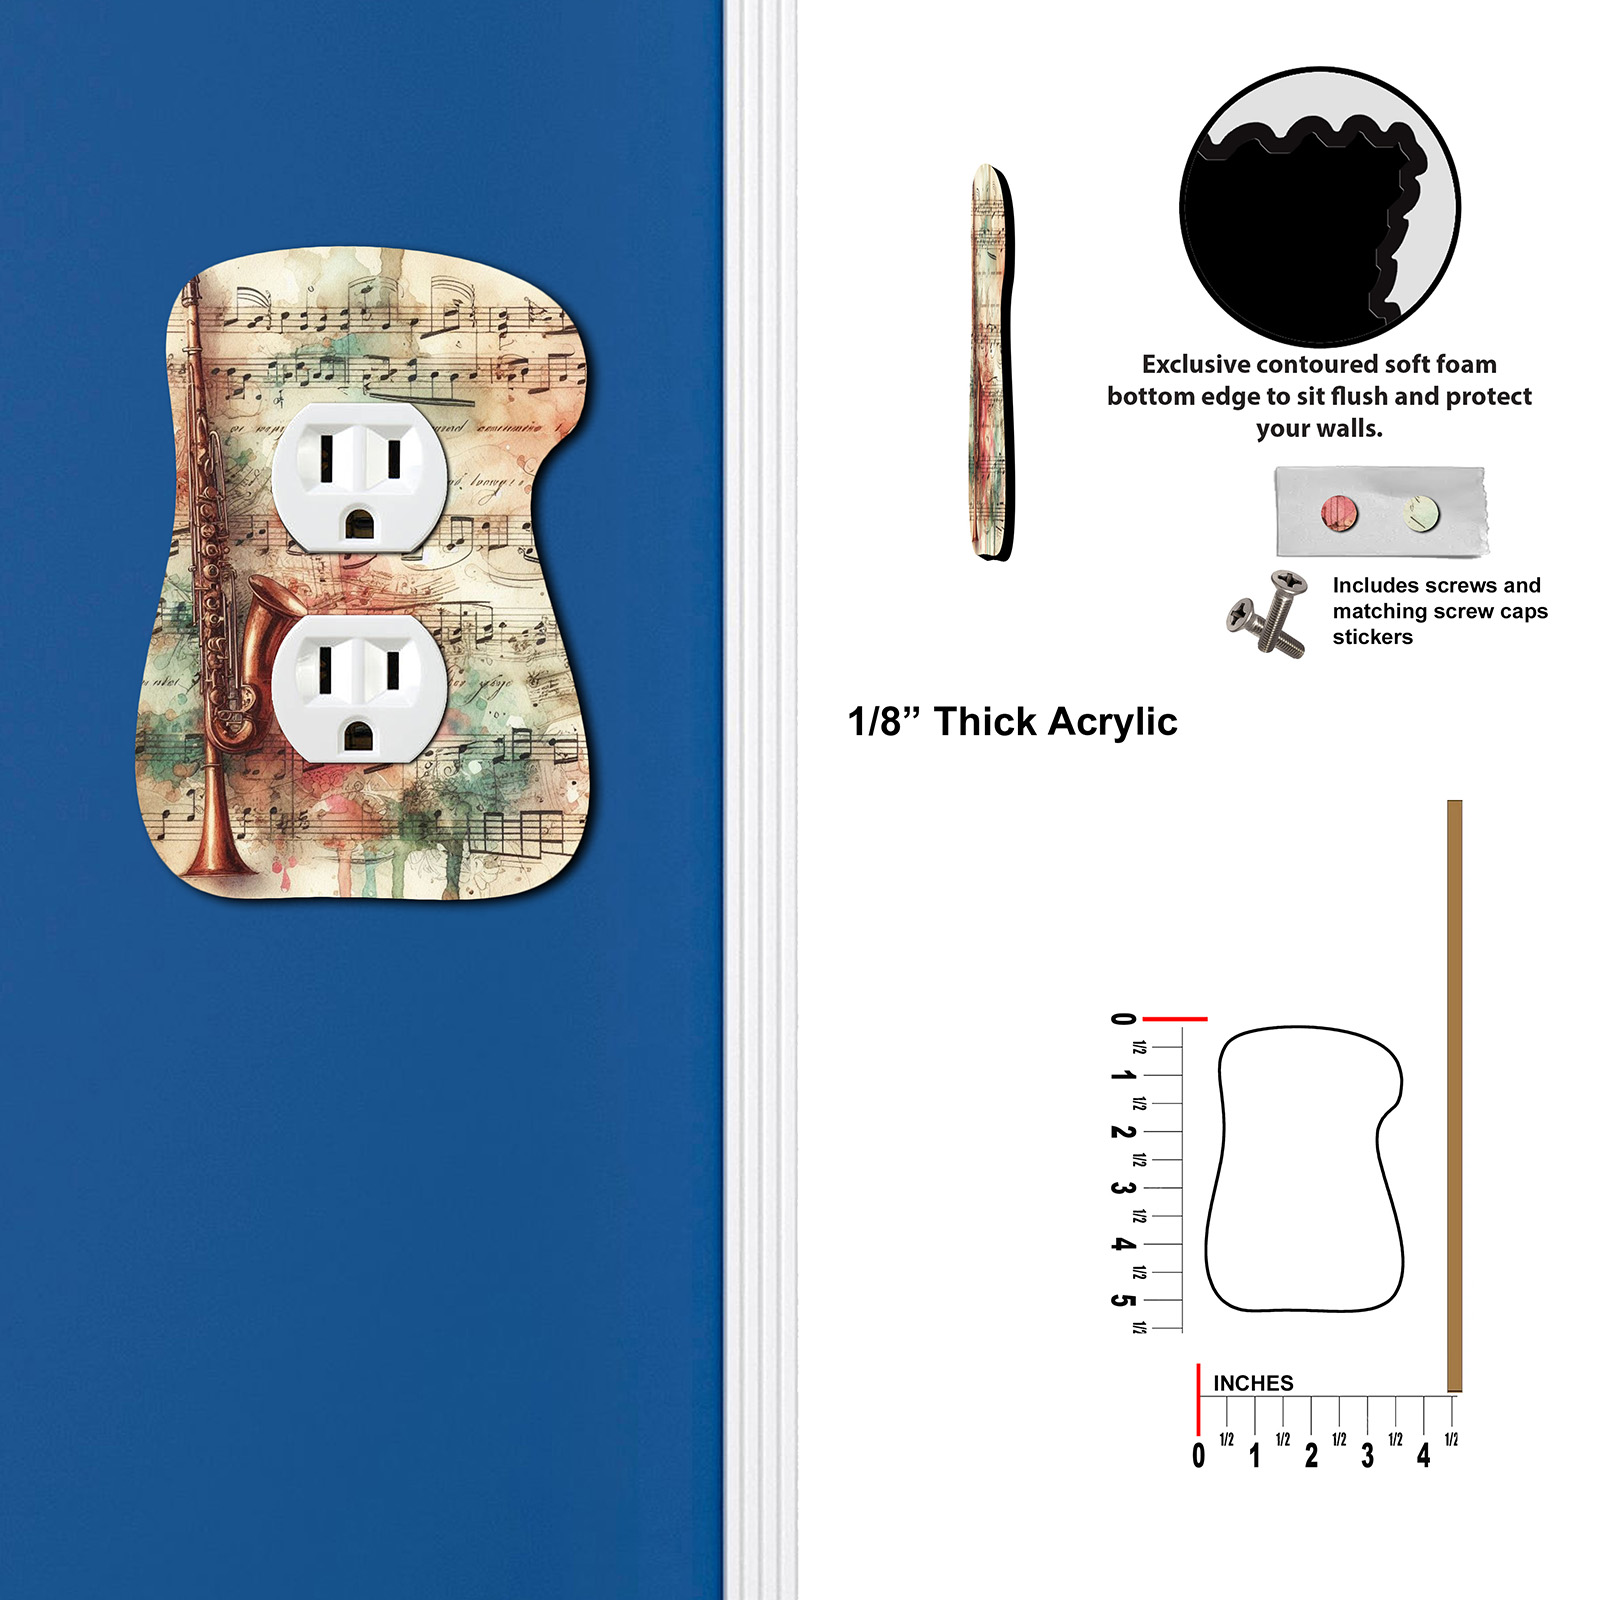 Exclusive contoured soft foam
bottom edge to sit flush and protect
your walls.
Includes screws and
matching screw caps
stickers
1/8” Thick Acrylic
0
1/2
1
1/2
2
1/2
3
1/2
4
1/2
5
1/2
INCHES
0 1/2 1 1/2 2 1/2 3 1/2 4 1/2